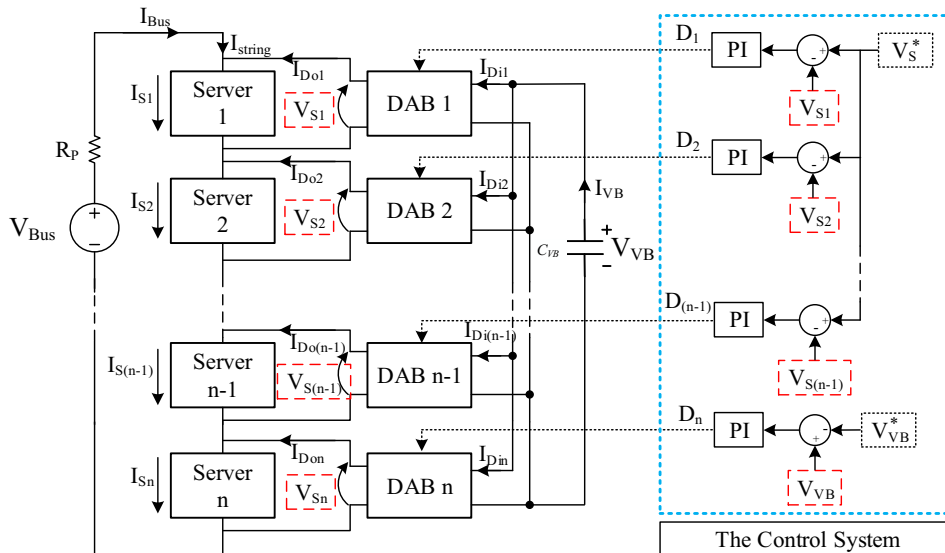 I_Bus
I_string
I_S1
Server 1
I_Do1
V_S1
DAB 1
I_Di1
D_1
PI
+
-
V_S^*
V_S1
R_P
I_S2
Server 2
I_Do2
V_S2
DAB 2
I_Di2
I_VB
D_2
PI
+
-
V_S2
V_Bus
+
−
C_VB
+
V_VB
−
I_S(n-1)
Server n-1
I_Do(n-1)
V_S(n-1)
DAB n-1
I_Di(n-1)
D_(n-1)
PI
+
-
V_S(n-1)
I_Sn
Server n
I_Don
V_Sn
DAB n
I_Din
D_n
PI
-
+
V_VB^*
V_VB
The Control System